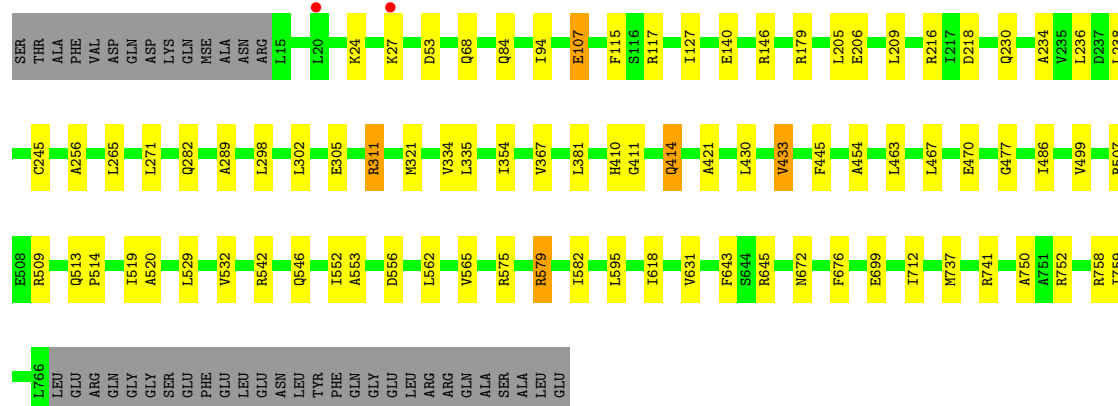 SER THR ALA PHE VAL ASP GLN ASP LYS GLN MSE ALA ASN ARG L15 L20 K24 K27 D53 Q68 Q84 I94 E107 F115 S116 R117 I127 E140 R146 R179 L205 E206 L209 R216 I217 D218 Q230 A234 V235 L236 D237 L238
C245 A256 L265 L271 Q282 A289 L298 L302 E305 R311 M321 V334 L335 I354 V367 L381 H410 G411 Q414 A421 L430 V433 F445 A454 L463 L467 E470 G477 I486 V499 R507
E508 R509 Q513 P514 I519 A520 L529 V532 R542 Q546 I552 A553 D556 L562 V565 R575 R579 I582 L595 I618 V631 F643 S644 R645 N672 F676 E699 I712 M737 R741 A750 A751 R752 R758
L766 LEU GLU ARG GLN GLY GLY SER GLU PHE GLU LEU GLU ASN LEU TYR PHE GLN GLY GLU LEU ARG ARG GLN ALA SER ALA LEU GLU